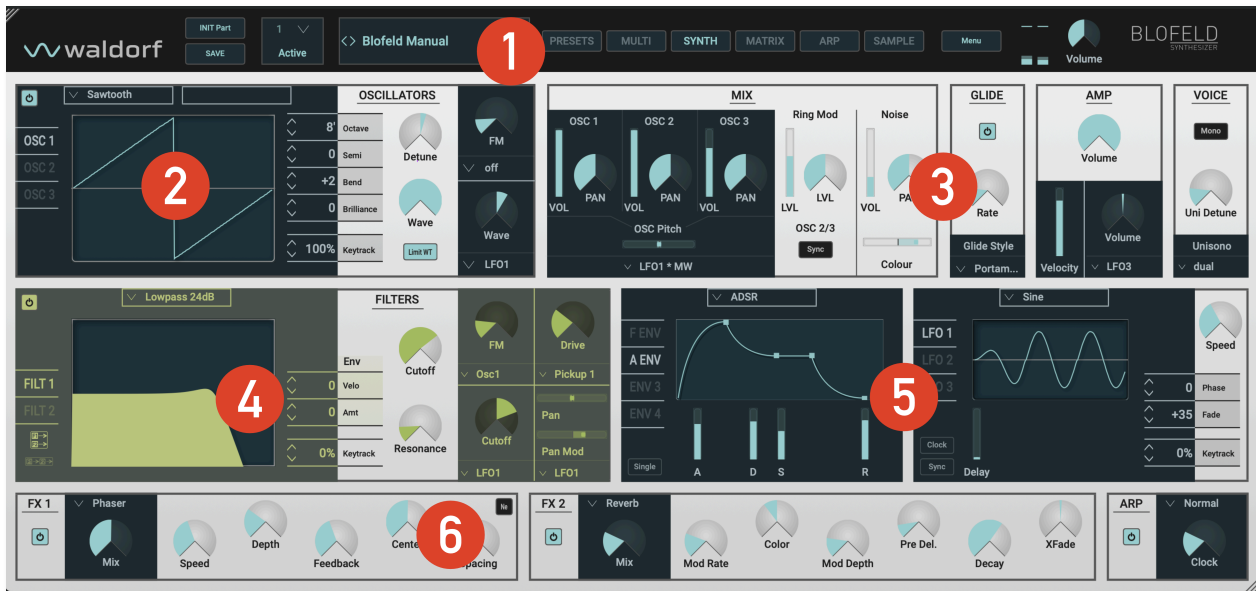 waldorf
INIT Part
SAVE
1
Active
<> Blofeld Manual
1
PRESETS
MULTI
SYNTH
MATRIX
ARP
SAMPLE
Menu
Volume
BLOFELD
SYNTHESIZER
Sawtooth
OSCILLATORS
OSC 1
OSC 2
OSC 3
2
8' Octave
0 Semi
+2 Bend
0 Brilliance
100% Keytrack
Detune
Wave
Limit WT
FM
off
Wave
LFO1
MIX
OSC 1
OSC 2
OSC 3
VOL
PAN
VOL
PAN
VOL
PAN
OSC Pitch
LFO1 * MW
Ring Mod
LVL
LVL
OSC 2/3
Sync
Noise
VOL
Colour
3
GLIDE
Rate
Glide Style
Portam...
AMP
Volume
Velocity
Volume
LFO3
VOICE
Mono
Uni Detune
Unisono
dual
Lowpass 24dB
FILTERS
FILT 1
FILT 2
4
Env
0 Velo
0 Amt
0% Keytrack
Cutoff
Resonance
FM
Osc1
Drive
Pickup 1
Cutoff
LFO1
Pan
Pan Mod
LFO1
ADSR
F ENV
A ENV
ENV 3
ENV 4
Single
A
D
S
R
5
Sine
LFO 1
LFO 2
3
Clock
Sync
Delay
0 Phase
+35 Fade
0% Keytrack
Speed
FX 1
Phaser
Mix
Speed
Depth
Feedback
6
Ne
FX 2
Reverb
Mix
Mod Rate
Color
Mod Depth
Pre Del.
Decay
XFade
ARP
Normal
Clock